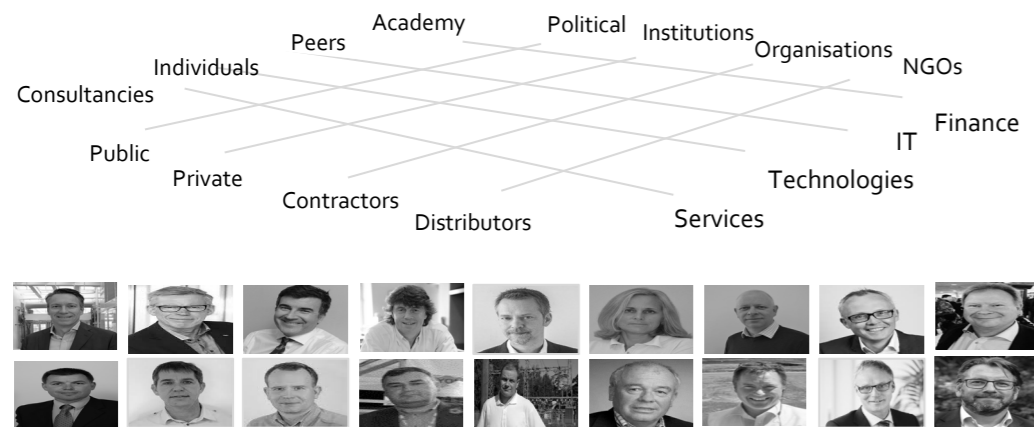 Academy
Political
Institutions
Peers
Organisations
Individuals
NGOs
Consultancies
Finance
IT
Public
Private
Technologies
Contractors
Distributors
Services